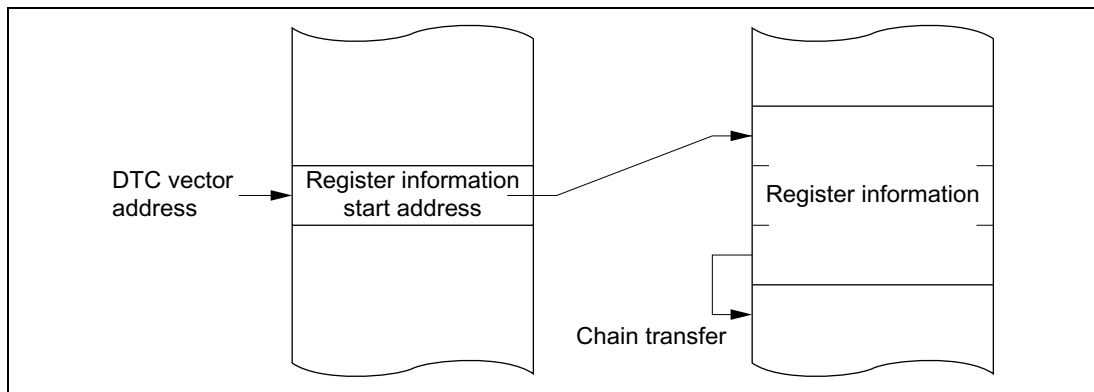 DTC vector
address
Register information
start address
Register information
Chain transfer